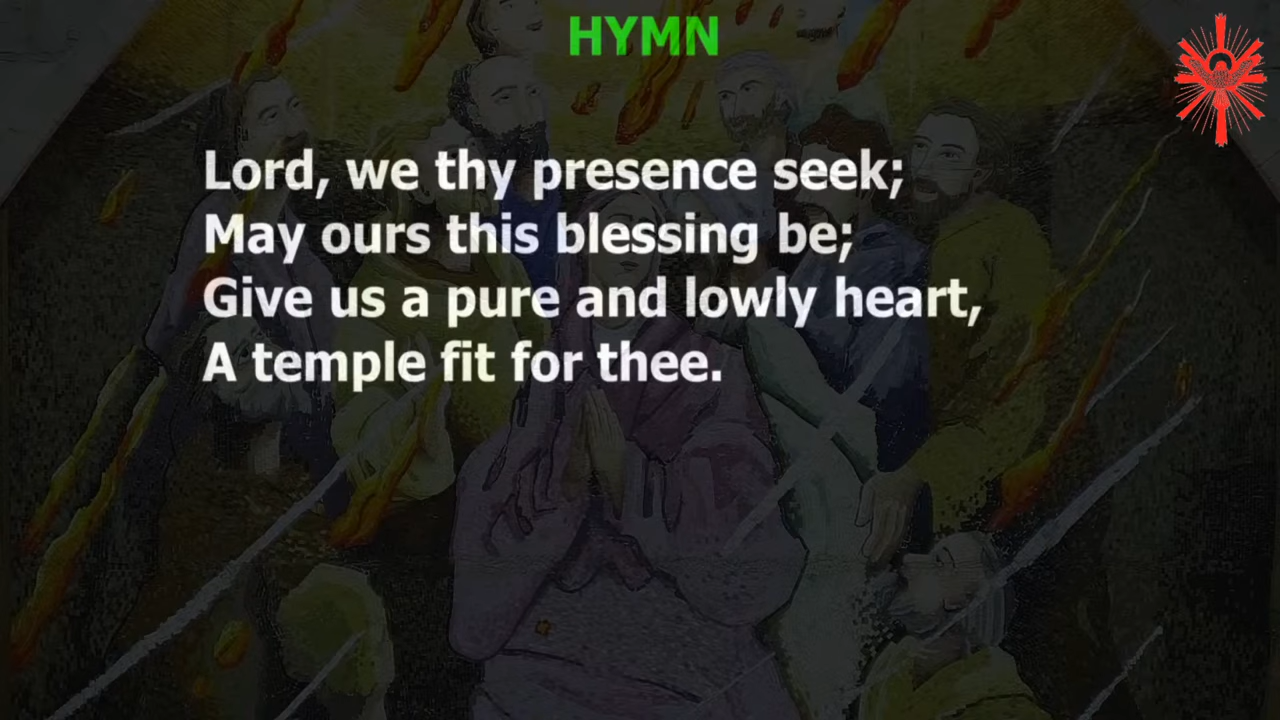 HYMN
Lord, we thy presence seek;
May ours this blessing be;
Give us a pure and lowly heart,
A temple fit for thee.